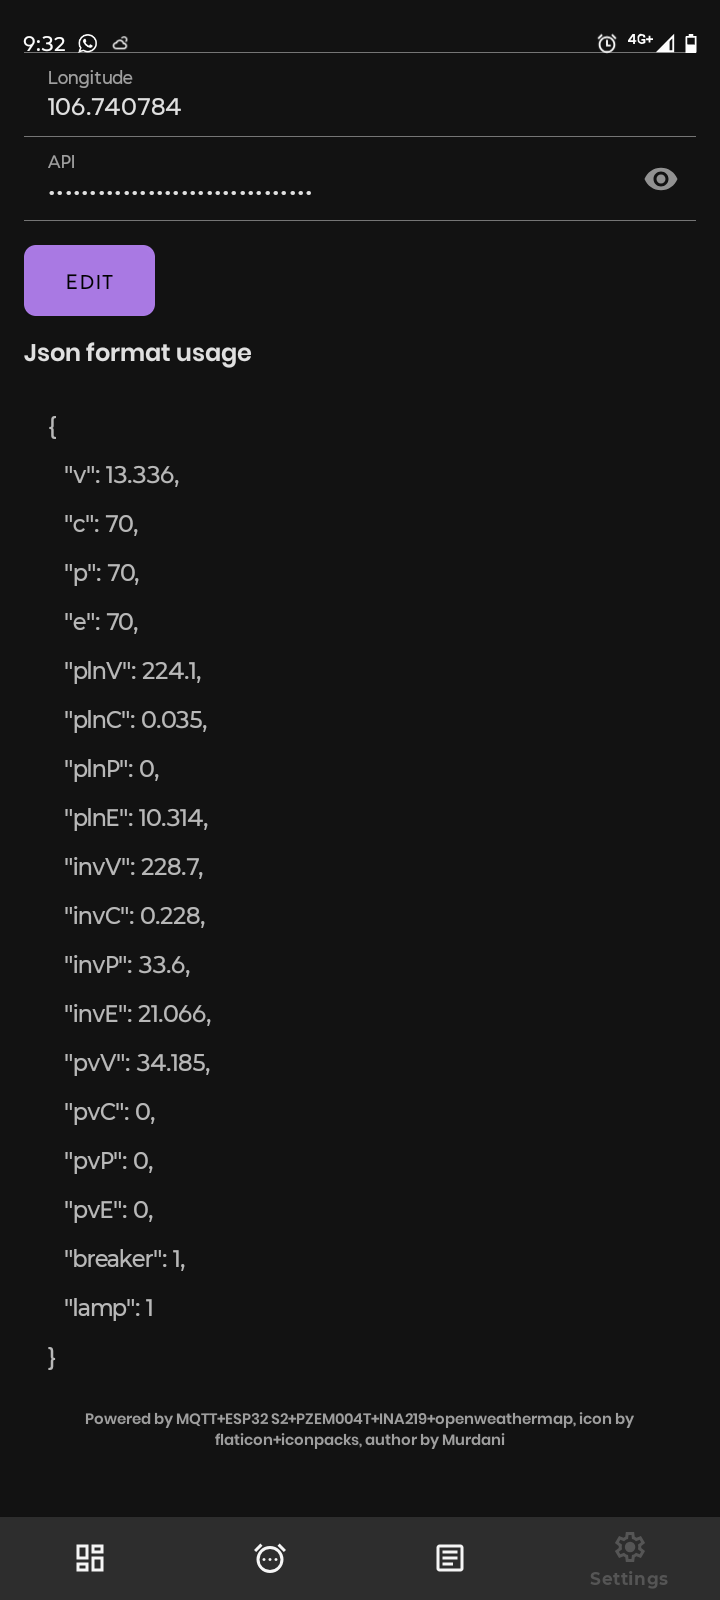 9:32 4G+
Longitude
106.740784
API
••••••••••••••••••••••••••••••••
EDIT
Json format usage
{
"v": 13.336,
"c": 70,
"p": 70,
"e": 70,
"plnV": 224.1,
"plnC": 0.035,
"plnP": 0,
"plnE": 10.314,
"invV": 228.7,
"invC": 0.228,
"invP": 33.6,
"invE": 21.066,
"pvV": 34.185,
"pvC": 0,
"pvP": 0,
"pvE": 0,
"breaker": 1,
"lamp": 1
}
Powered by MQTT+ESP32 S2+PZEM004T+INA219+openweathermap, icon by
flaticon+iconpacks, author by Murdani
Settings